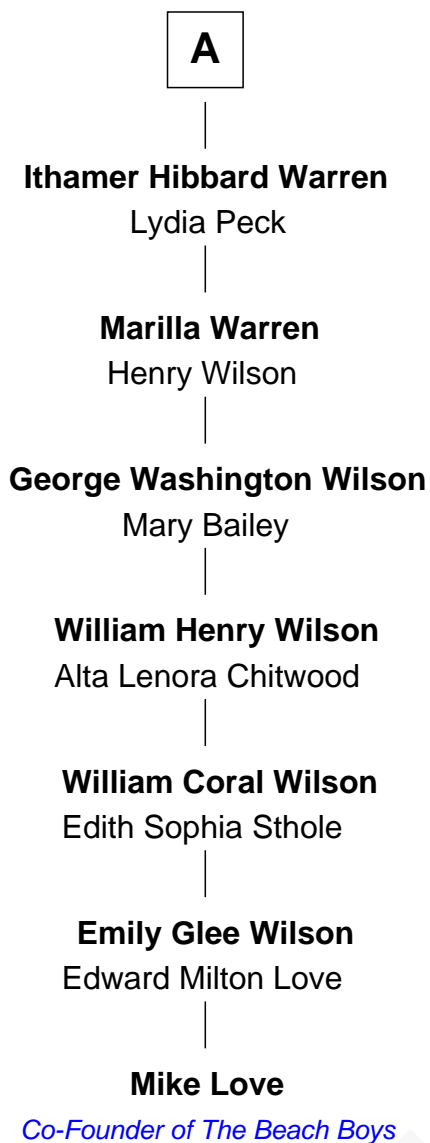 A
Ithamer Hibbard Warren
Lydia Peck
Marilla Warren
Henry Wilson
George Washington Wilson
Mary Bailey
William Henry Wilson
Alta Lenora Chitwood
William Coral Wilson
Edith Sophia Sthole
Emily Glee Wilson
Edward Milton Love
Mike Love
Co-Founder of The Beach Boys